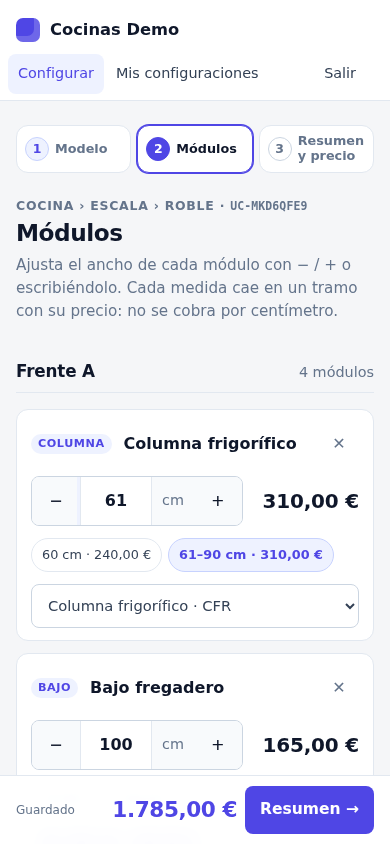 Cocinas Demo
Configurar Mis configuraciones Salir
1 Modelo 2 Módulos 3 Resumen y precio
COCINA › ESCALA › ROBLE · UC-MKD6QFE9
Módulos
Ajusta el ancho de cada módulo con − / + o
escribiéndolo. Cada medida cae en un tramo
con su precio: no se cobra por centímetro.
Frente A 4 módulos
COLUMNA Columna frigorífico ✕
− 61 cm + 310,00 €
60 cm · 240,00 € 61–90 cm · 310,00 €
Columna frigorífico · CFR
BAJO Bajo fregadero ✕
− 100 cm + 165,00 €
Guardado 1.785,00 € Resumen →